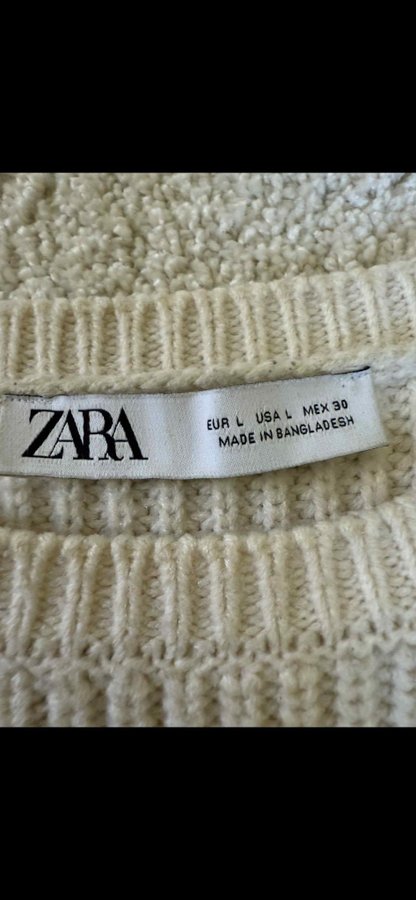 ZARA
EUR L USA L MEX 30
MADE IN BANGLADESH